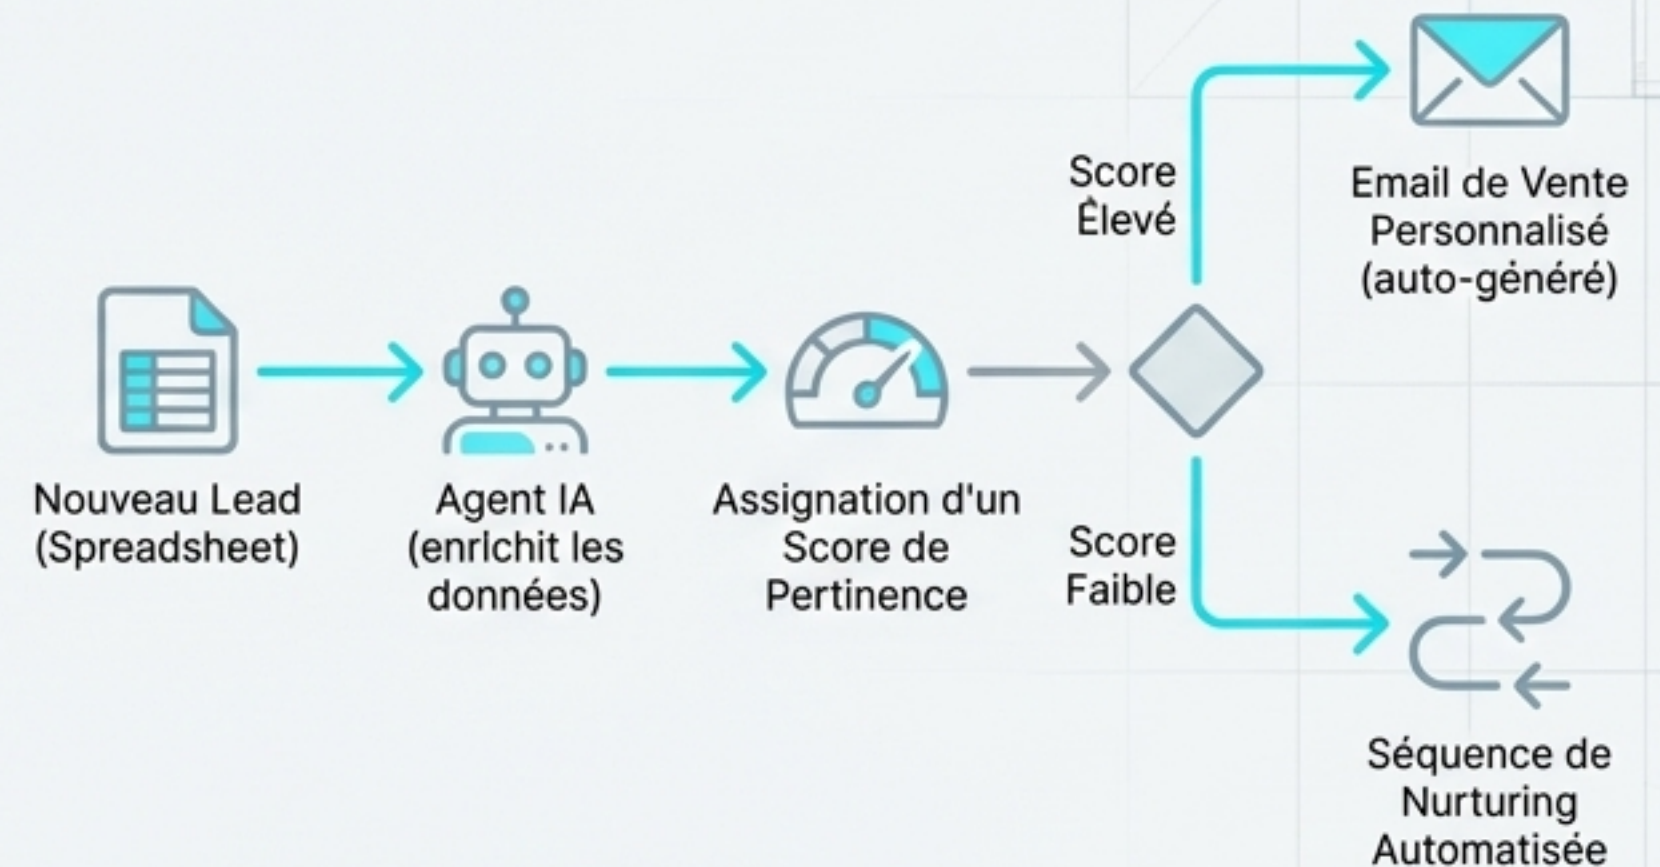 Nouveau Lead
(Spreadsheet)
Agent IA
(enrichit les
données)
Assignation d'un
Score de
Pertinence
Score
Élevé
Email de Vente
Personnalisé
(auto-généré)
Score
Faible
Séquence de
Nurturing
Automatisée